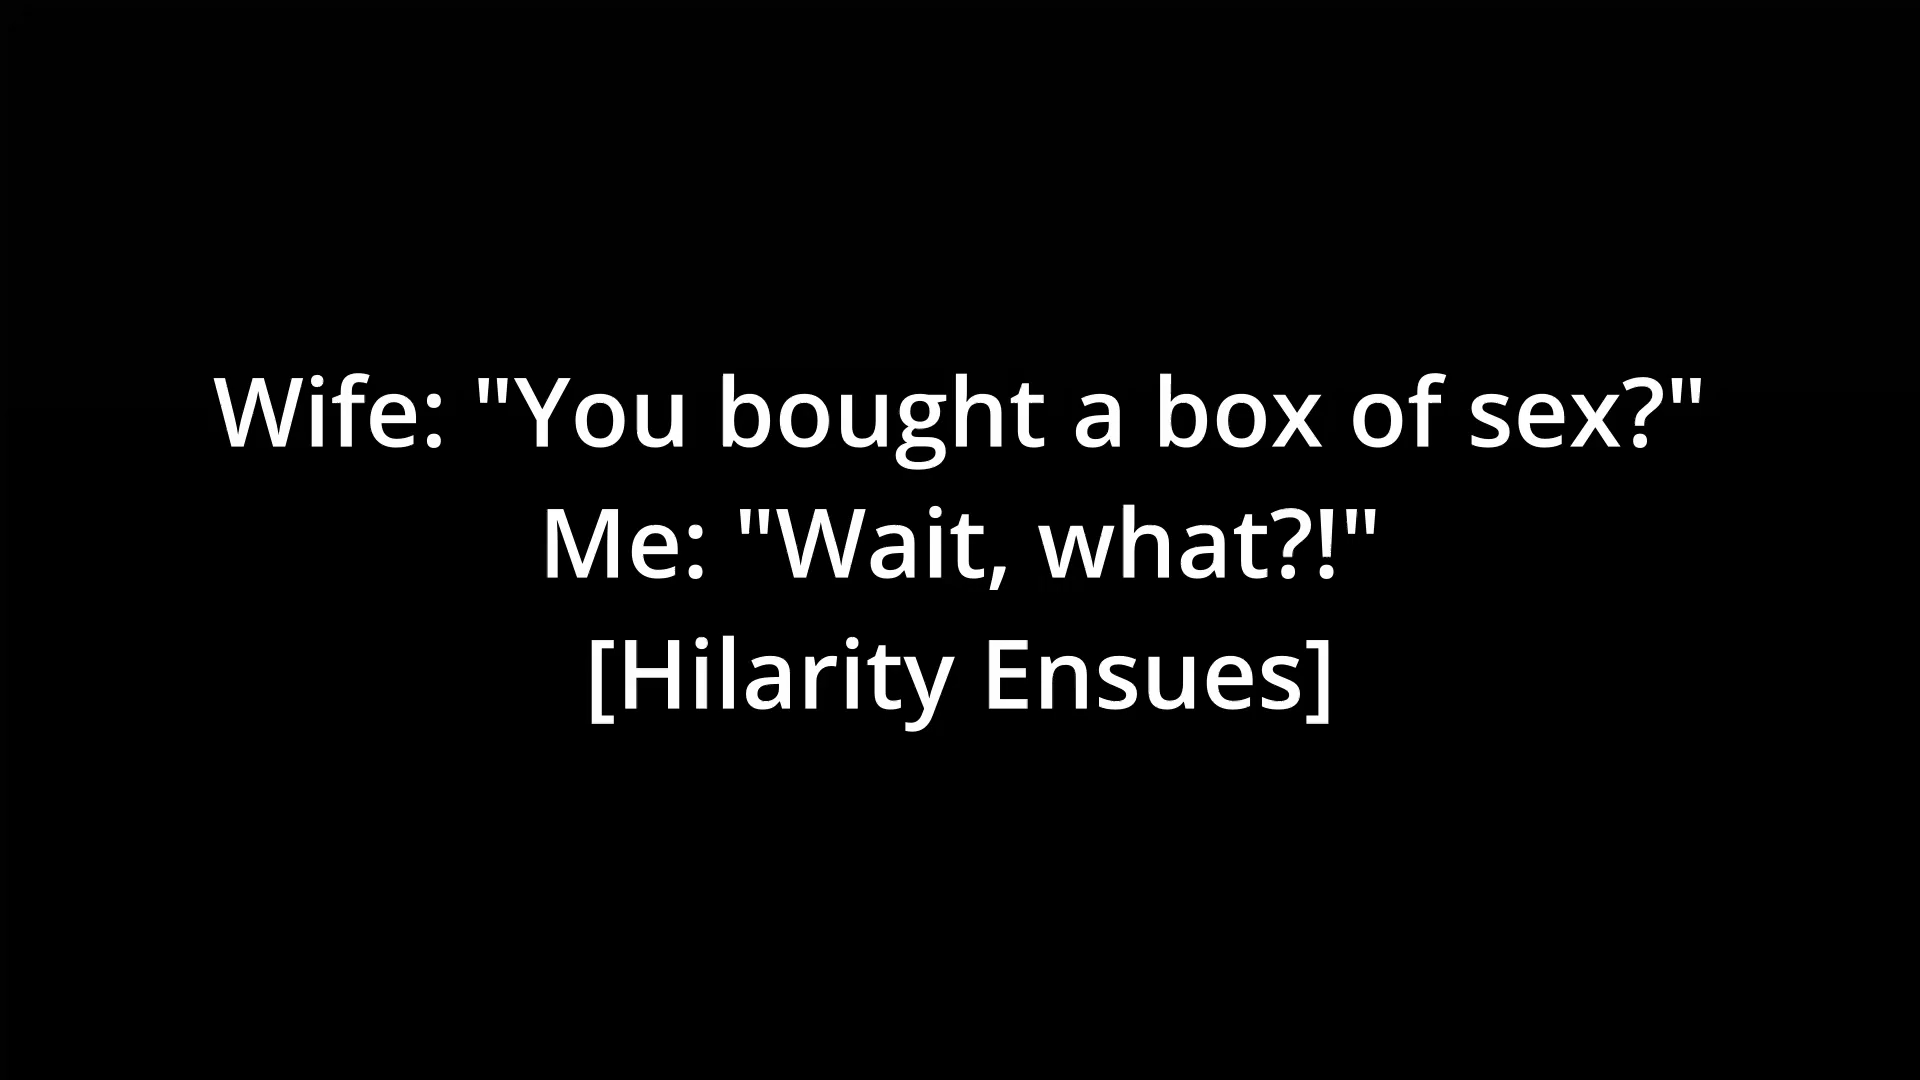 Wife: "You bought a box of sex?"
Me: "Wait, what?!"
[Hilarity Ensues]